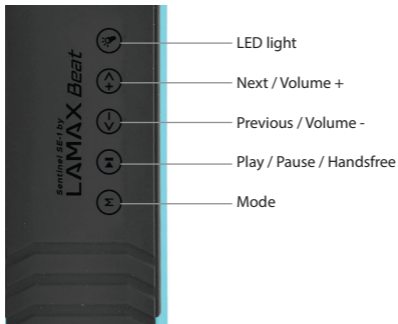 LED light
Next / Volume +
Previous / Volume -
Play / Pause / Handsfree
Mode
Sentinel SE-1 by
LAMAX Beat
M